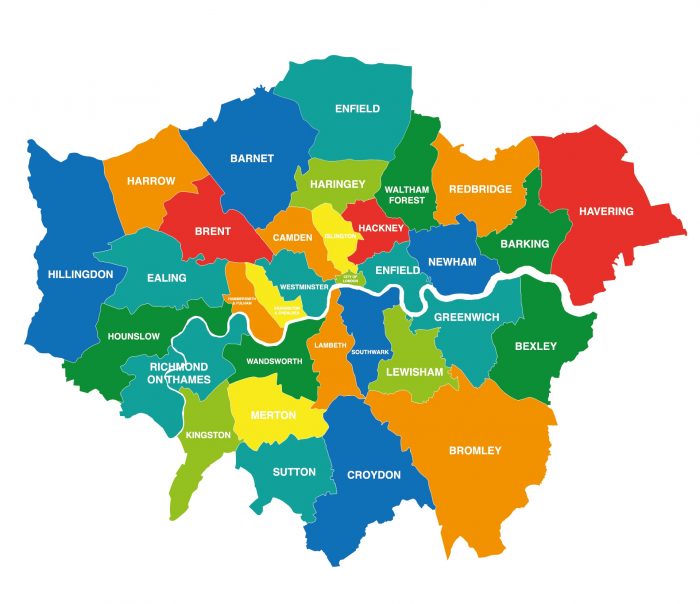 ENFIELD
BARNET
HARROW
HARINGEY
WALTHAM
FOREST
REDBRIDGE
HAVERING
BRENT
CAMDEN
ISLINGTON
HACKNEY
BARKING
HILLINGDON
EALING
WESTMINSTER
CITY OF
LONDON
ENFIELD
NEWHAM
HAMMERSMITH
& FULHAM
KENSINGTON
& CHELSEA
GREENWICH
HOUNSLOW
BEXLEY
RICHMOND
ON THAMES
WANDSWORTH
LAMBETH
SOUTHWARK
LEWISHAM
MERTON
KINGSTON
BROMLEY
SUTTON
CROYDON